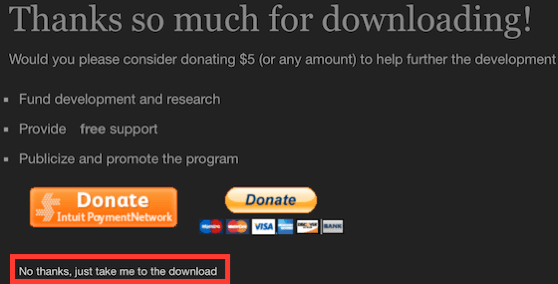 Thanks so much for downloading!
Would you please consider donating $5 (or any amount) to help further the development
Fund development and research
Provide free support
Publicize and promote the program
Donate
Intuit PaymentNetwork
Donate
VISA
DISCOVER
BANK
No thanks, just take me to the download